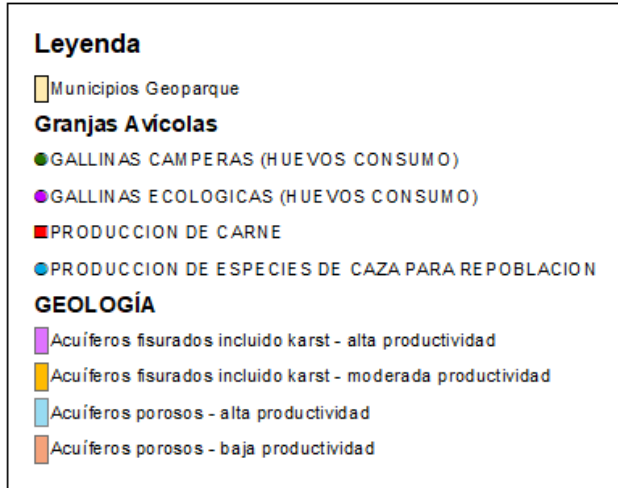 Leyenda
Municipios Geoparque
Granjas Avícolas
GALLINAS CAMPERAS (HUEVOS CONSUMO)
GALLINAS ECOLOGICAS (HUEVOS CONSUMO)
PRODUCCION DE CARNE
PRODUCCION DE ESPECIES DE CAZA PARA REPOBLACION
GEOLOGÍA
Acuíferos fisurados incluido karst - alta productividad
Acuíferos fisurados incluido karst - moderada productividad
Acuíferos porosos - alta productividad
Acuíferos porosos - baja productividad